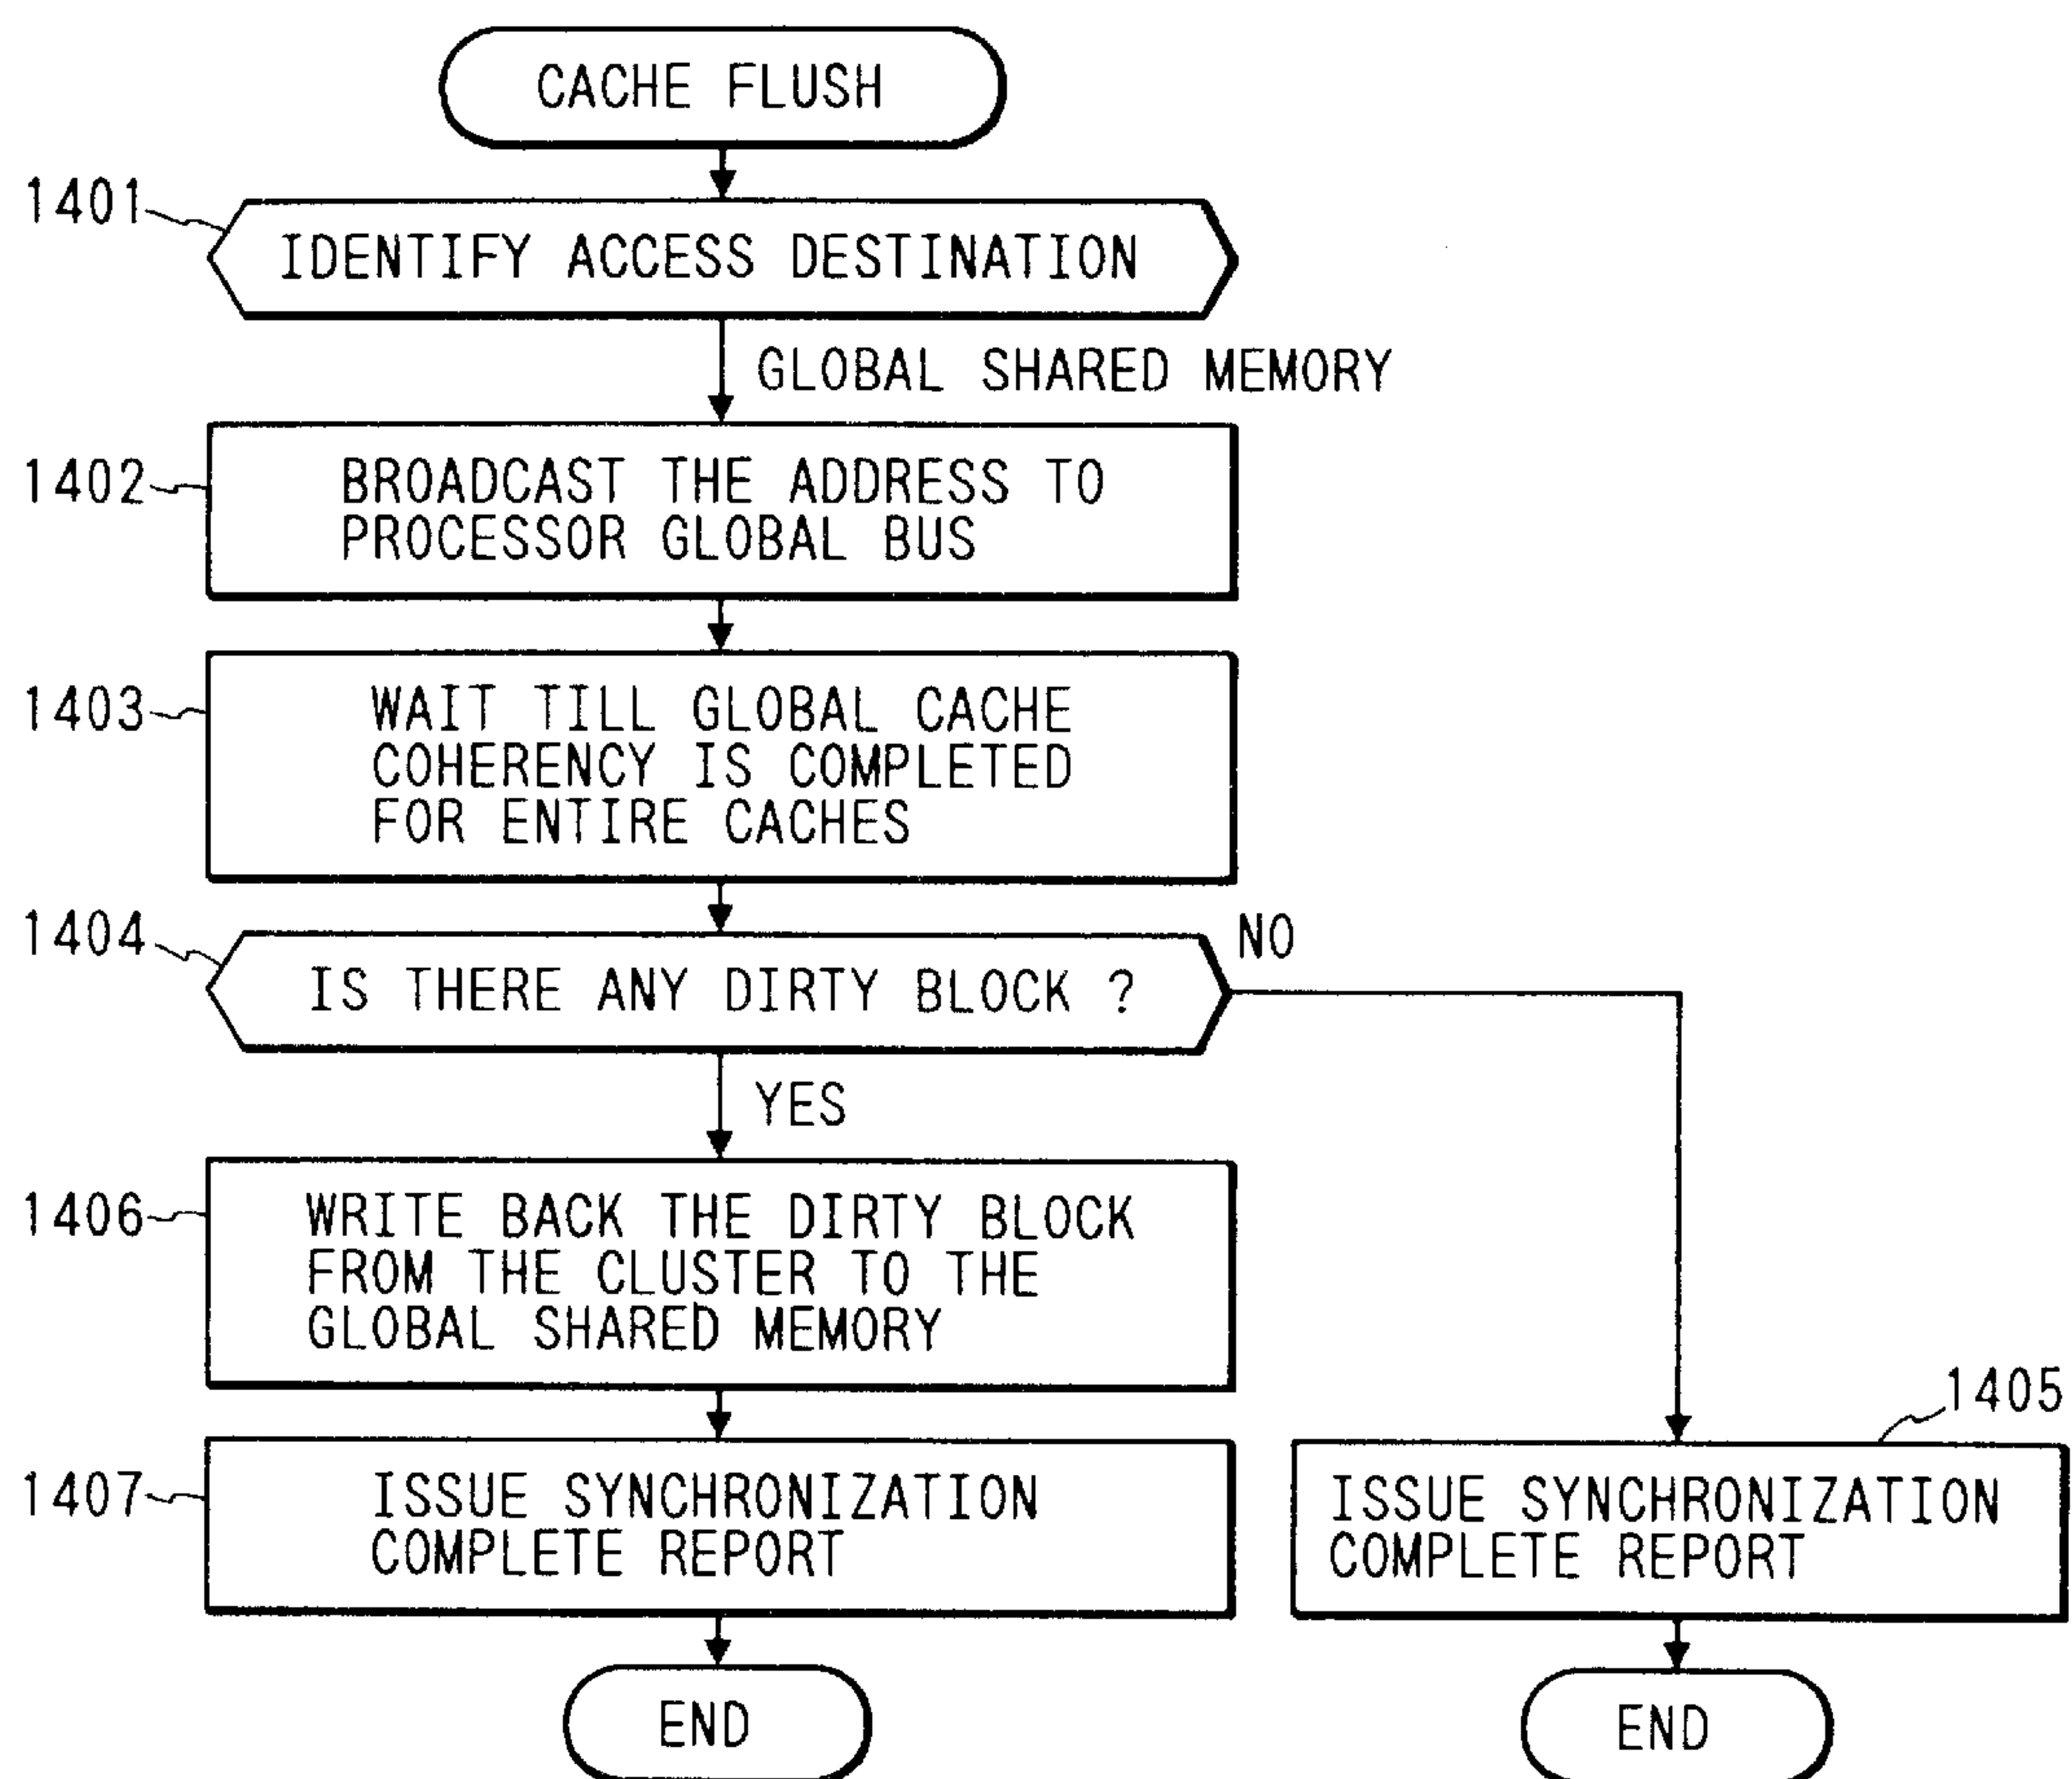 CACHE FLUSH
1401
IDENTIFY ACCESS DESTINATION
GLOBAL SHARED MEMORY
1402
BROADCAST THE ADDRESS TO
PROCESSOR GLOBAL BUS
1403
WAIT TILL GLOBAL CACHE
COHERENCY IS COMPLETED
FOR ENTIRE CACHES
1404
IS THERE ANY DIRTY BLOCK ?
NO
YES
1406
WRITE BACK THE DIRTY BLOCK
FROM THE CLUSTER TO THE
GLOBAL SHARED MEMORY
1407
ISSUE SYNCHRONIZATION
COMPLETE REPORT
1405
ISSUE SYNCHRONIZATION
COMPLETE REPORT
END
END